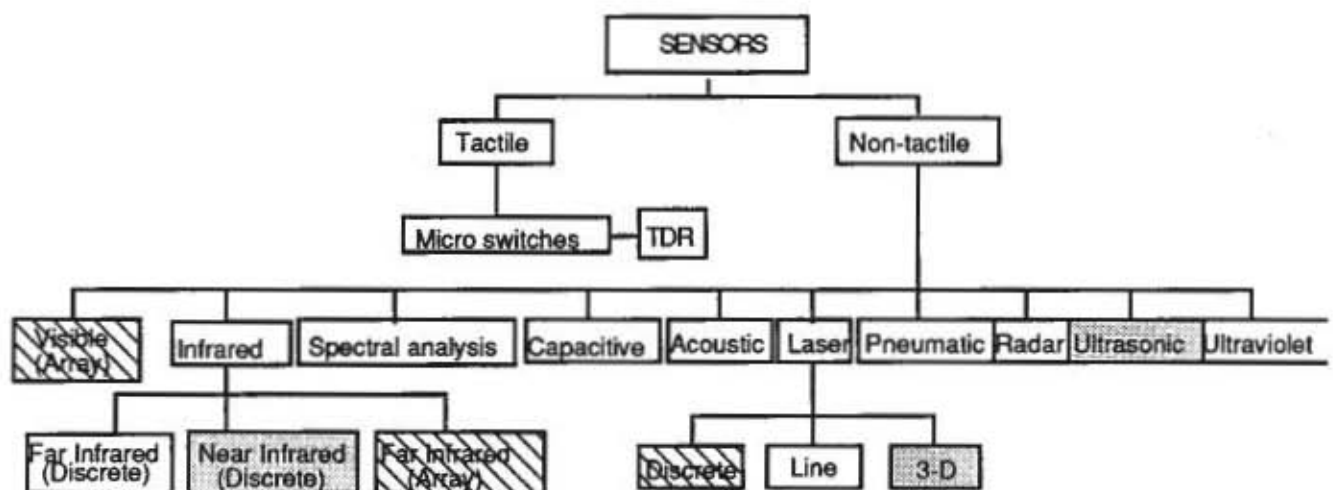 SENSORS
Tactile
Non-tactile
Micro switches
TDR
Visible
(Array)
Infrared
Spectral analysis
Capacitive
Acoustic
Laser
Pneumatic
Radar
Ultrasonic
Ultraviolet
Far Infrared
(Discrete)
Near Infrared
(Discrete)
Far Infrared
(Array)
Discrete
Line
3-D